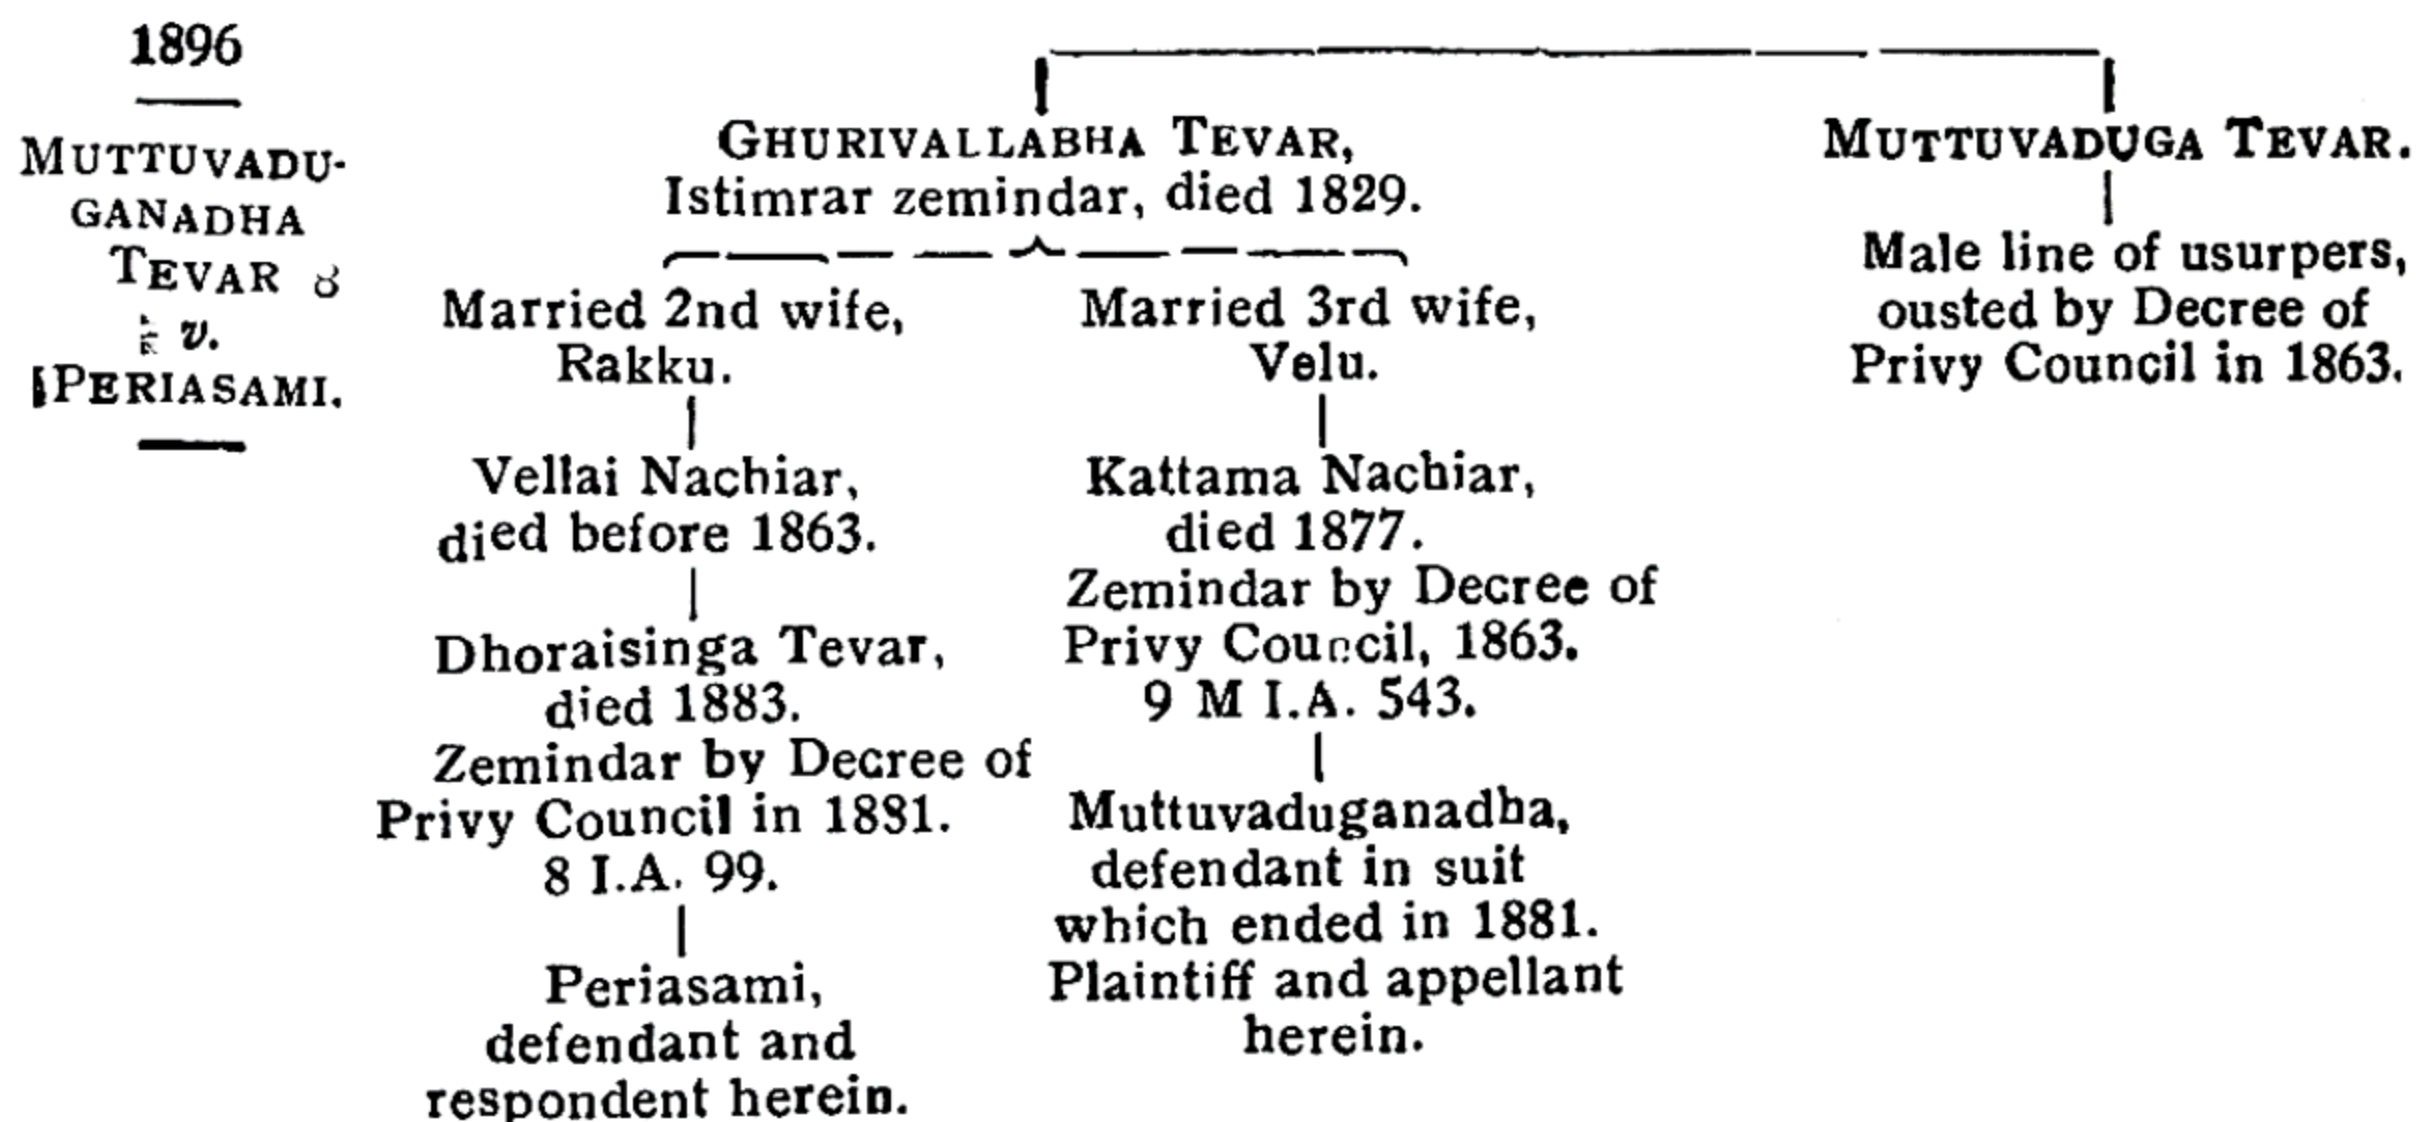 1896
MUTTUVADU-
GANADHA
TEVAR
v.
PERIASAMI.
GHURIVALLABHA TEVAR,
Istimrar zemindar, died 1829.
MUTTUVADUGA TEVAR.
Male line of usurpers,
ousted by Decree of
Privy Council in 1863.
Married 2nd wife,
Rakku.
Vellai Nachiar,
died before 1863.
Dhoraisinga Tevar,
died 1883.
Zemindar by Decree of
Privy Council in 1881.
8 I.A. 99.
Periasami,
defendant and
respondent herein.
Married 3rd wife,
Velu.
Kattama Nachiar,
died 1877.
Zemindar by Decree of
Privy Council, 1863.
9 M I.A. 543.
Muttuvaduganadha,
defendant in suit
which ended in 1881.
Plaintiff and appellant
herein.